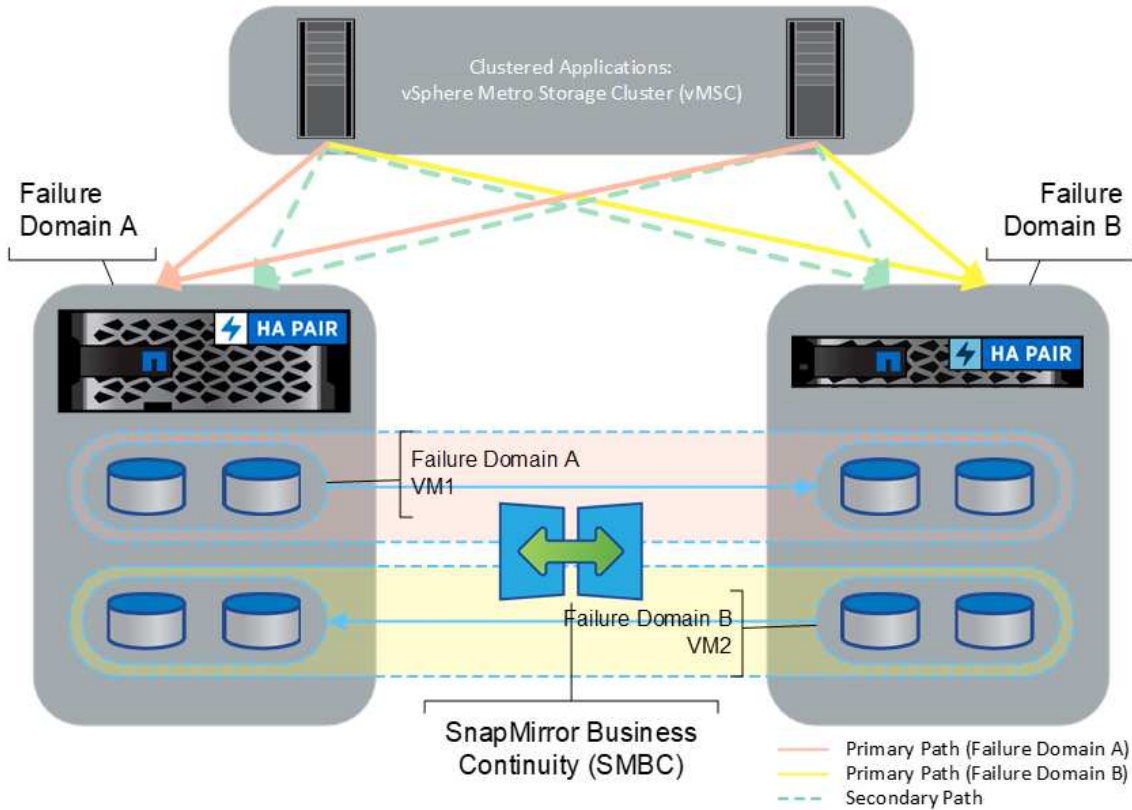 Clustered Applications:
vSphere Metro Storage Cluster (vMSC)
Failure
Domain A
Failure
Domain B
HA PAIR
HA PAIR
Failure Domain A
VM1
Failure Domain B
VM2
SnapMirror Business
Continuity (SMBC)
Primary Path (Failure Domain A)
Primary Path (Failure Domain B)
Secondary Path